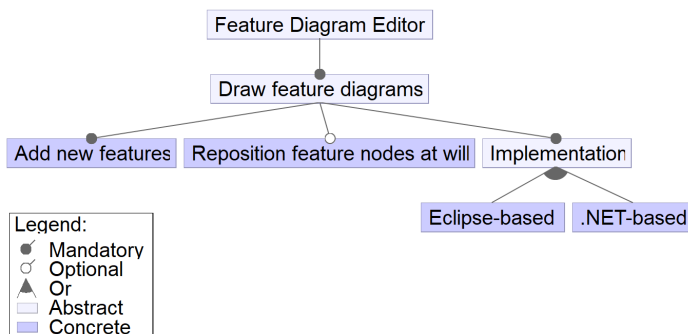 Feature Diagram Editor
Draw feature diagrams
Add new features
Reposition feature nodes at will
Implementation
Eclipse-based
.NET-based
Legend:
Mandatory
Optional
Or
Abstract
Concrete